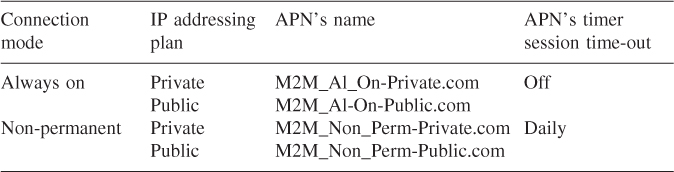 Connection mode IP addressing plan APN's name APN's timer session time-out
Always on Private M2M_Al_On-Private.com Off
Public M2M_Al-On-Public.com
Non-permanent Private M2M_Non_Perm-Private.com Daily
Public M2M_Non_Perm-Public.com